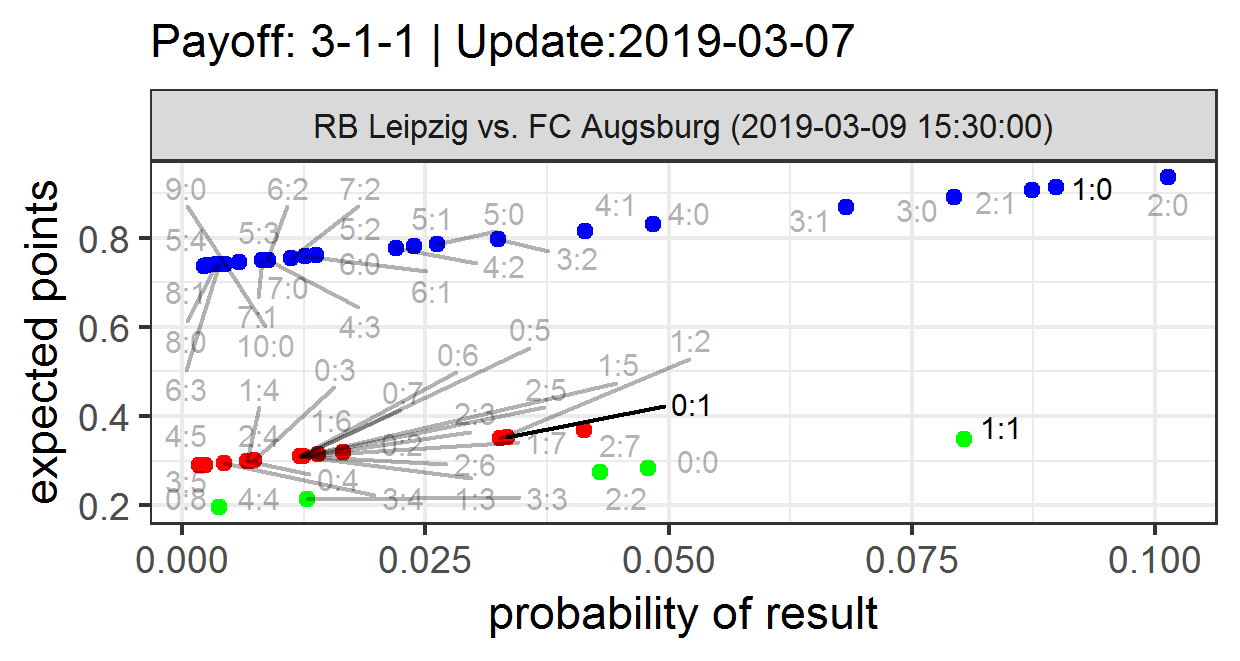 Payoff: 3-1-1 | Update:2019-03-07
RB Leipzig vs. FC Augsburg (2019-03-09 15:30:00)
9:0 6:2 7:2
5:4 5:3 5:2 5:1 5:0 4:1 4:0 3:1 3:0 2:1 1:0 2:0
6:0 4:2 3:2
8:1 7:0 6:1
7:1 4:3
8:0 10:0
0:5 1:2
0:6 1:5
6:3 1:4 0:3 0:7 2:5
0:1
1:6 2:3
4:5 2:4 0:2 1:7 2:7 1:1
2:6 0:0
3:5 0:4
0:8 4:4 3:4 1:3 3:3 2:2
0.8
0.6
0.4
0.2
expected points
0.000 0.025 0.050 0.075 0.100
probability of result